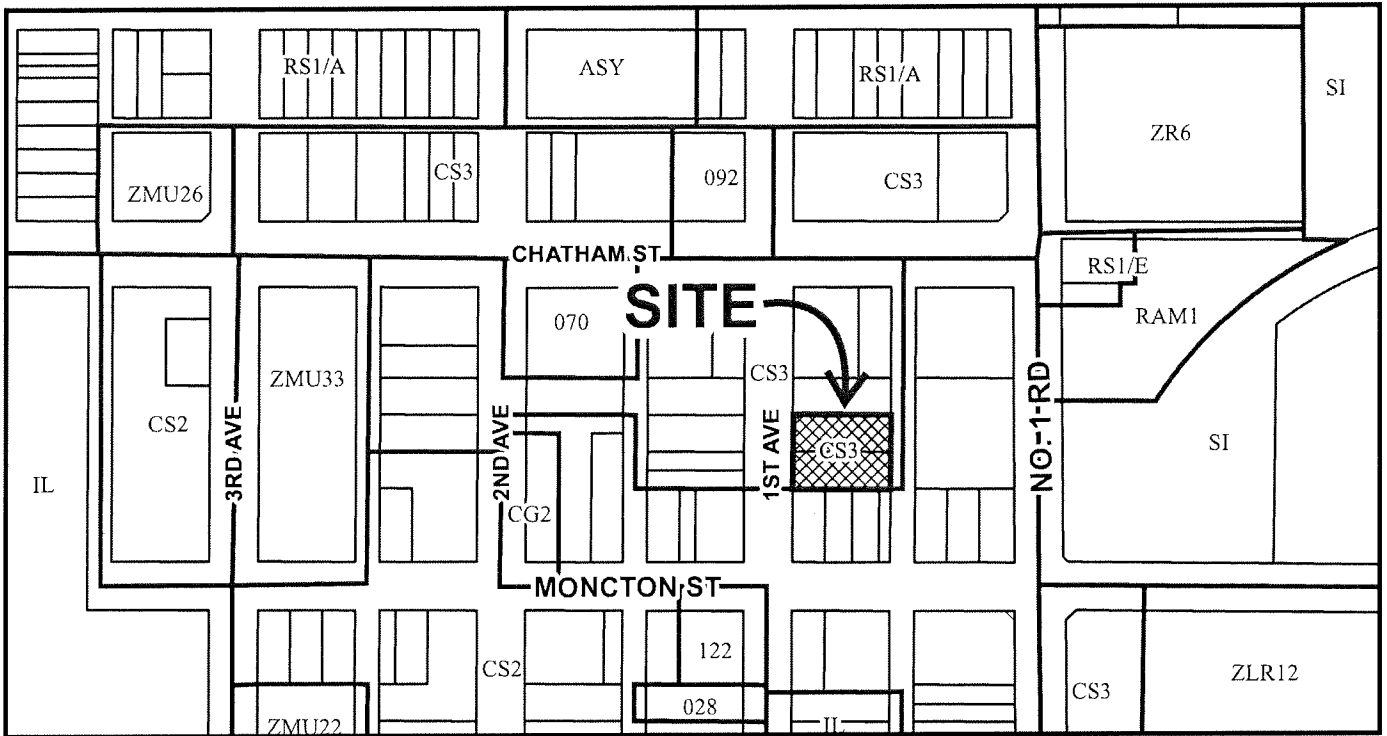 RS1/A
ASY
RS1/A
SI
ZR6
ZMU26
CS3
092
CS3
CHATHAM ST
RS1/E
SITE
070
RAM1
CS3
ZMU33
CS2
3RD AVE
2ND AVE
1ST AVE
CS3
NO. 1 RD
SI
IL
CG2
MONCTON ST
CS2
122
ZLR12
CS3
028
ZMU22
IL